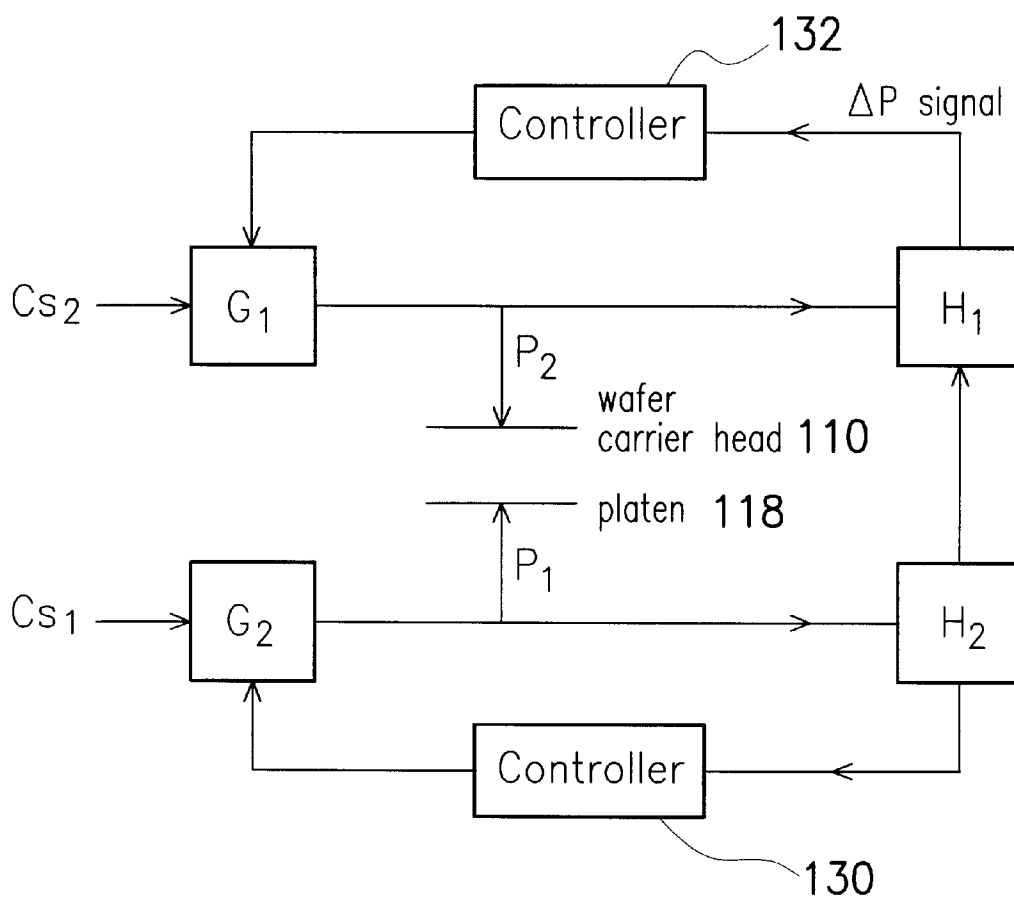 132
Controller
ΔP signal
Cs₂
G₁
H₁
P₂
wafer
carrier head 110
platen 118
P₁
Cs₁
G₂
H₂
Controller
130